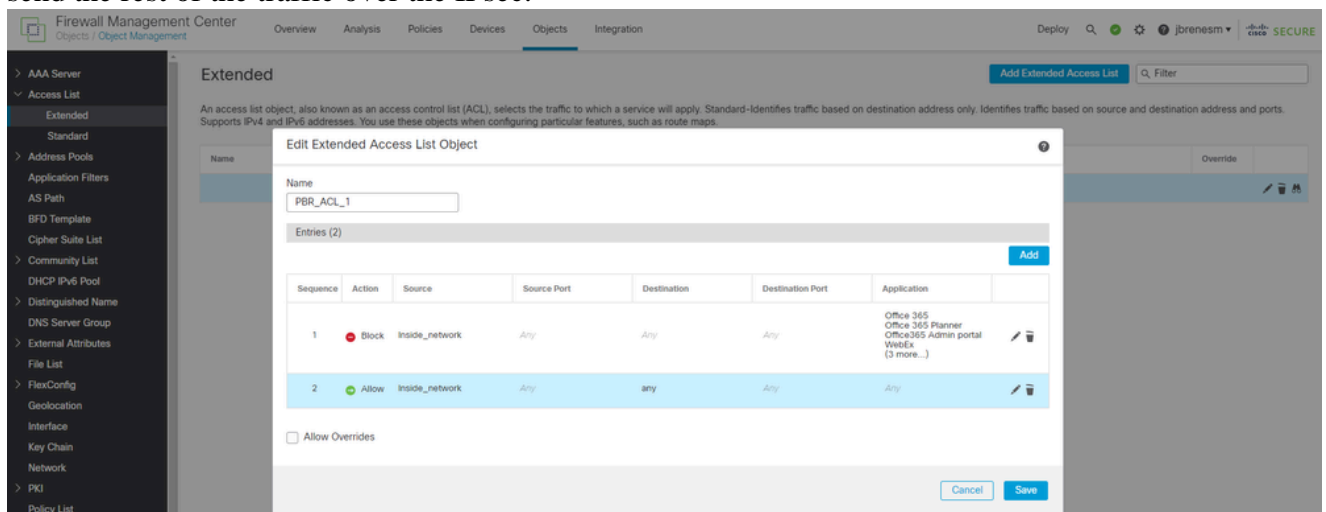 send the rest of the traffic over the IPsec.
Firewall Management Center
Objects / Object Management
Overview Analysis Policies Devices Objects Integration
Deploy jbrenesm cisco SECURE
AAA Server
Access List
Extended
Standard
Address Pools
Application Filters
AS Path
BFD Template
Cipher Suite List
Community List
DHCP IPv6 Pool
Distinguished Name
DNS Server Group
External Attributes
File List
FlexConfig
Geolocation
Interface
Key Chain
Network
PKI
Policy List
Extended
Add Extended Access List Filter
An access list object, also known as an access control list (ACL), selects the traffic to which a service will apply. Standard-Identifies traffic based on destination address only. Identifies traffic based on source and destination address and ports.
Supports IPv4 and IPv6 addresses. You use these objects when configuring particular features, such as route maps.
Name Override
Edit Extended Access List Object
Name
PBR_ACL_1
Entries (2)
Add
Sequence Action Source Source Port Destination Destination Port Application
1 Block Inside_network Any Any Any
Office 365
Office 365 Planner
Office365 Admin portal
WebEx
(3 more...)
2 Allow Inside_network Any any Any Any
Allow Overrides
Cancel Save